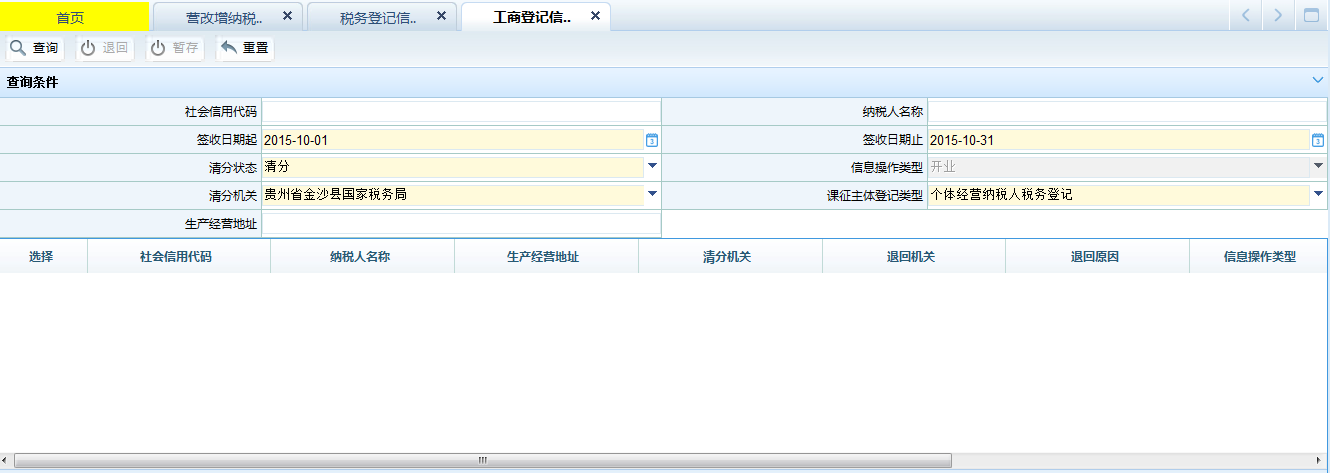 首页 营改增纳税.. 税务登记信.. 工商登记信..
查询 退回 暂存 重置
查询条件
社会信用代码 纳税人名称
签收日期起 2015-10-01 签收日期止 2015-10-31
清分状态 清分 信息操作类型 开业
清分机关 贵州省金沙县国家税务局 课征主体登记类型 个体经营纳税人税务登记
生产经营地址
选择 社会信用代码 纳税人名称 生产经营地址 清分机关 退回机关 退回原因 信息操作类型